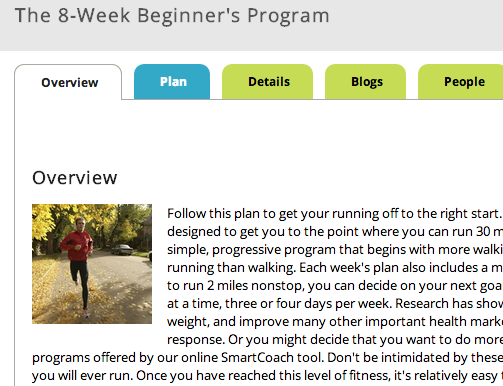 The 8-Week Beginner's Program
Overview Plan Details Blogs People
Overview
Follow this plan to get your running off to the right start.
designed to get you to the point where you can run 30 m
simple, progressive program that begins with more walki
running than walking. Each week's plan also includes a m
to run 2 miles nonstop, you can decide on your next goa
at a time, three or four days per week. Research has show
weight, and improve many other important health mark
response. Or you might decide that you want to do more
programs offered by our online SmartCoach tool. Don't be intimidated by these
you will ever run. Once you have reached this level of fitness, it's relatively easy t